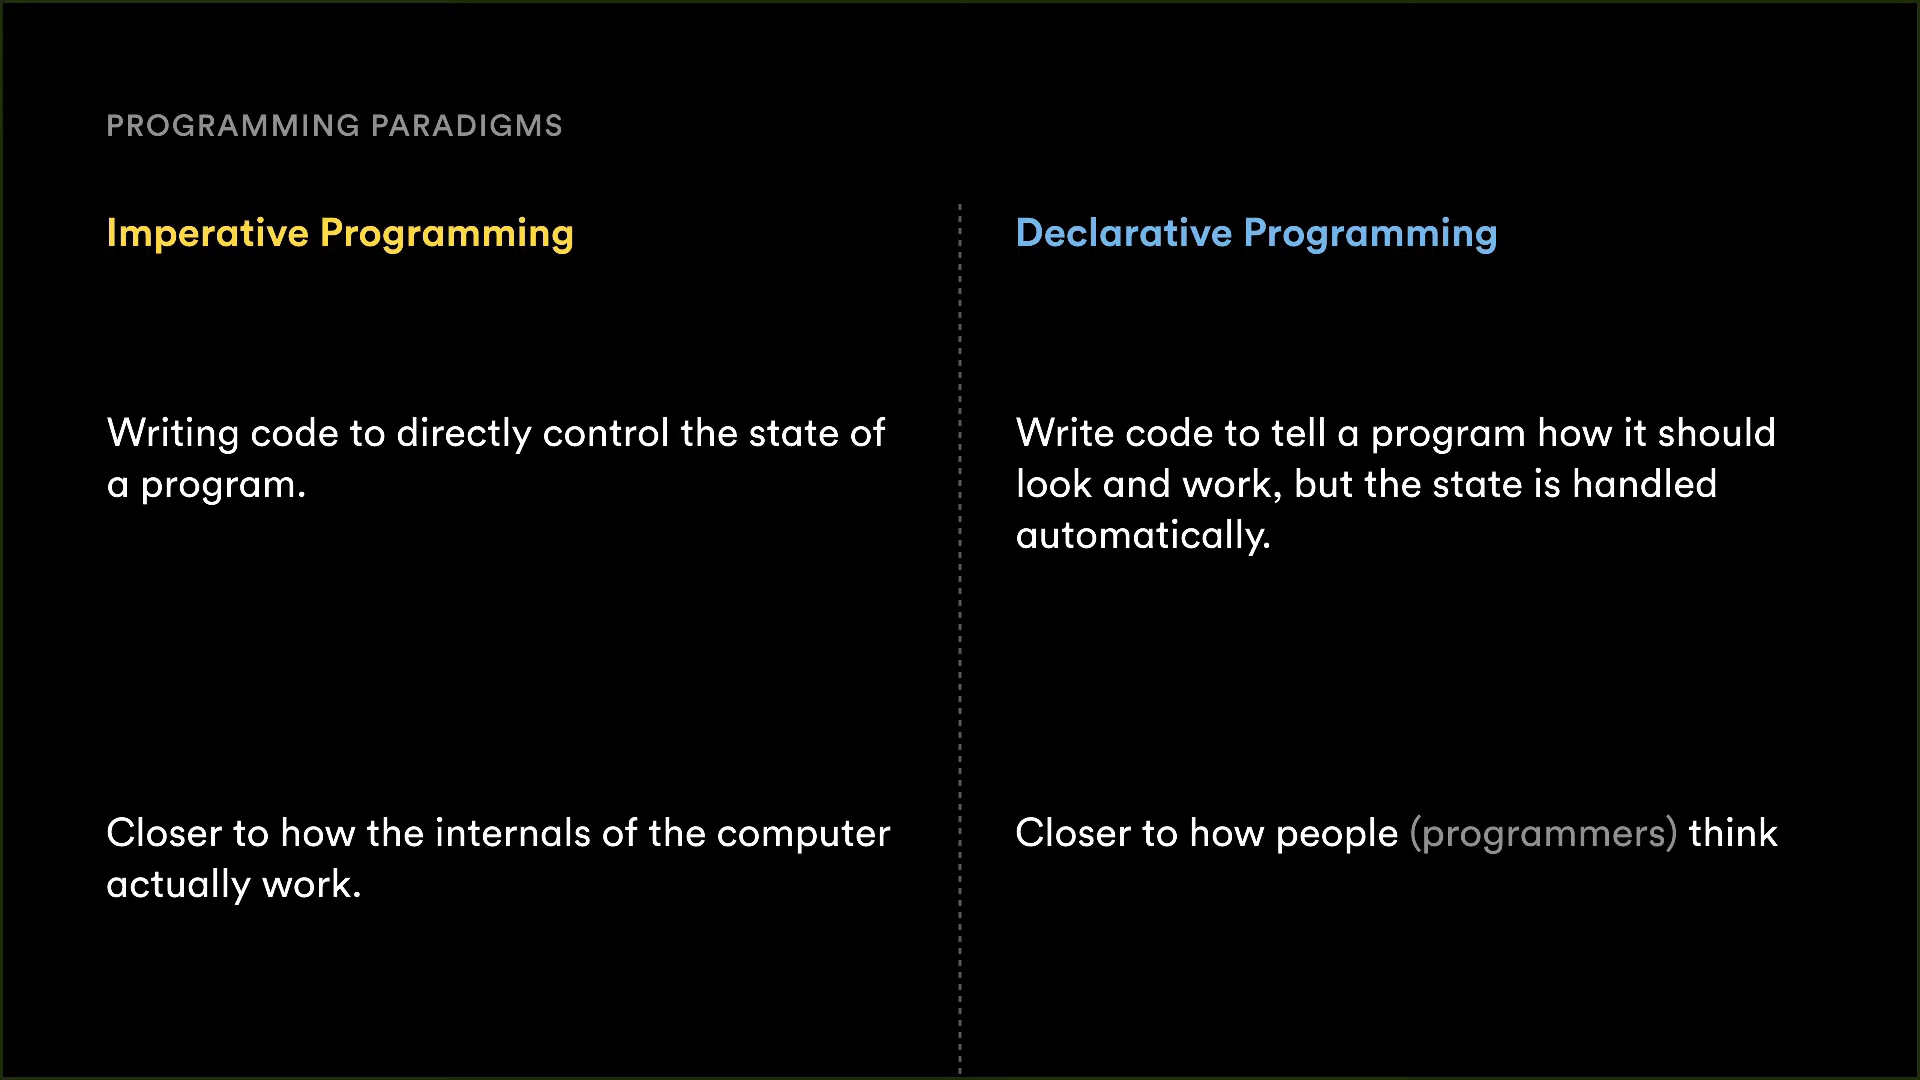 PROGRAMMING PARADIGMS
Imperative Programming
Writing code to directly control the state of
a program.
Closer to how the internals of the computer
actually work.
Declarative Programming
Write code to tell a program how it should
look and work, but the state is handled
automatically.
Closer to how people (programmers) think